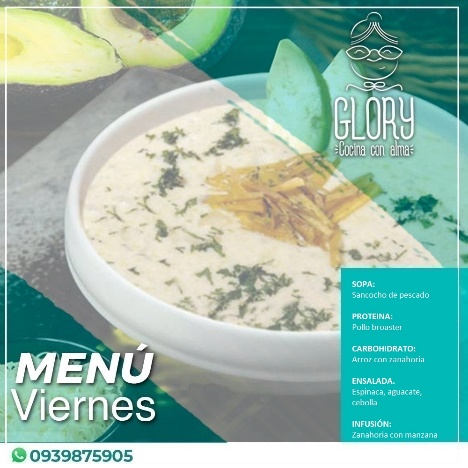 GLORY
Cocina con alma
SOPA:
Sancocho de pescado
PROTEINA:
Pollo broaster
CARBOHIDRATO:
Arroz con zanahoria
ENSALADA.
Espinaca, aguacate,
cebolla
INFUSIÓN:
Zanahoria con manzana
MENÚ
Viernes
0939875905